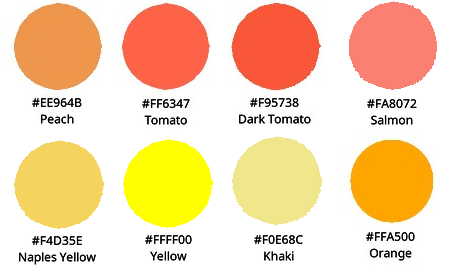 #EE964B #FF6347 #F95738 #FA8072
Peach Tomato Dark Tomato Salmon
#F4D35E #FFFF00 #F0E68C #FFA500
Naples Yellow Yellow Khaki Orange